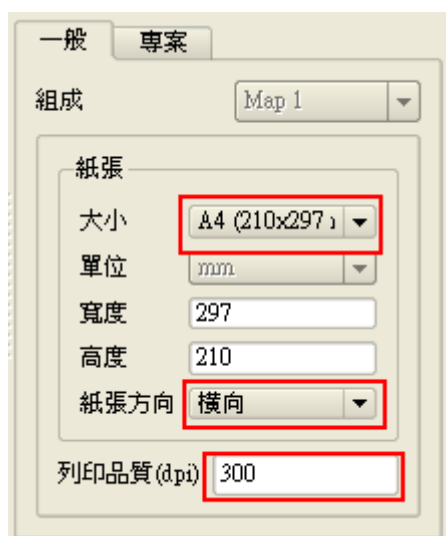 一般 專案
組成 Map 1
紙張
大小 A4 (210x297
單位 mm
寬度 297
高度 210
紙張方向 橫向
列印品質(dpi) 300